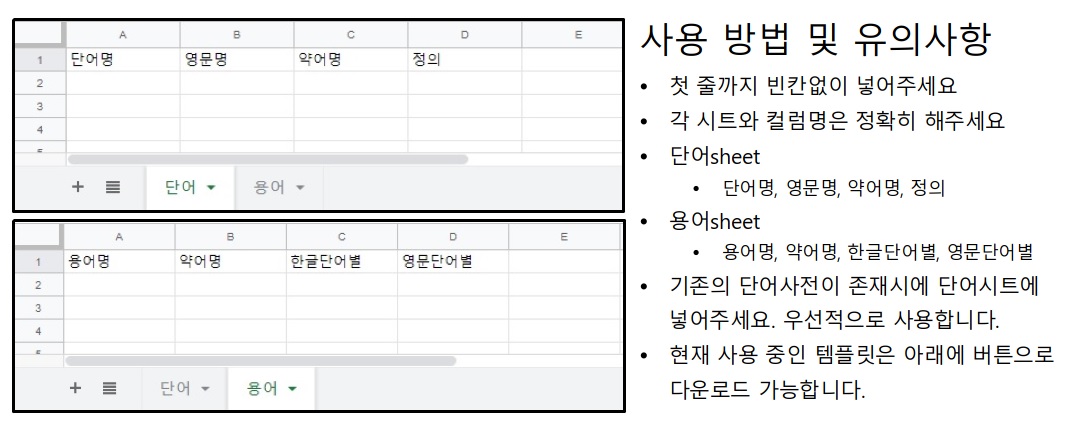 A B C D E
1 단어명 영문명 약어명 정의
2
3
4
단어 용어
A B C D E
1 용어명 약어명 한글단어별 영문단어별
2
3
4
단어 용어
사용 방법 및 유의사항
• 첫 줄까지 빈칸없이 넣어주세요
• 각 시트와 컬럼명은 정확히 해주세요
• 단어sheet
• 단어명, 영문명, 약어명, 정의
• 용어sheet
• 용어명, 약어명, 한글단어별, 영문단어별
• 기존의 단어사전이 존재시에 단어시트에
넣어주세요. 우선적으로 사용합니다.
• 현재 사용 중인 템플릿은 아래에 버튼으로
다운로드 가능합니다.